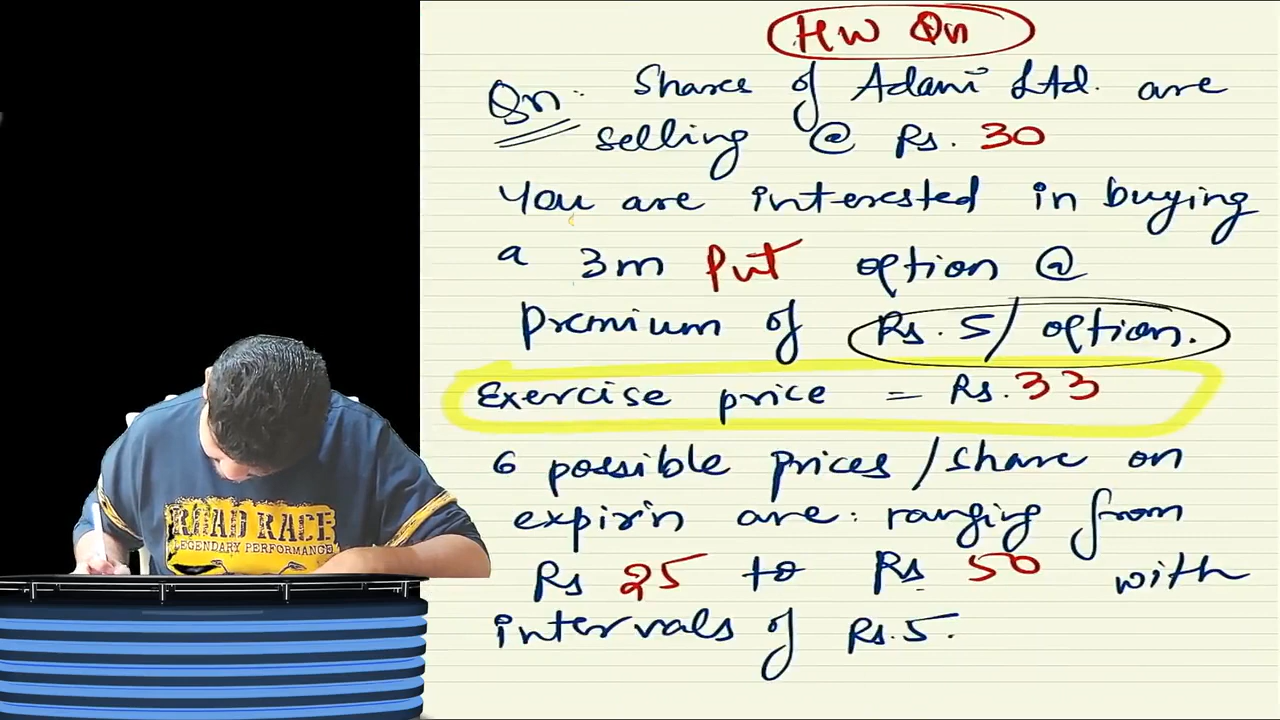 HW Qn
Qn: Shares of Adani Ltd. are
selling @ Rs. 30
You are interested in buying
a 3m Put option @
Premium of Rs. 5/ option.
Exercise price = Rs. 33
6 possible prices/share on
expirin are: ranging from
Rs 25 to Rs 50 with
intervals of Rs. 5.
ROAD RACE
LEGENDARY PERFORMANCE